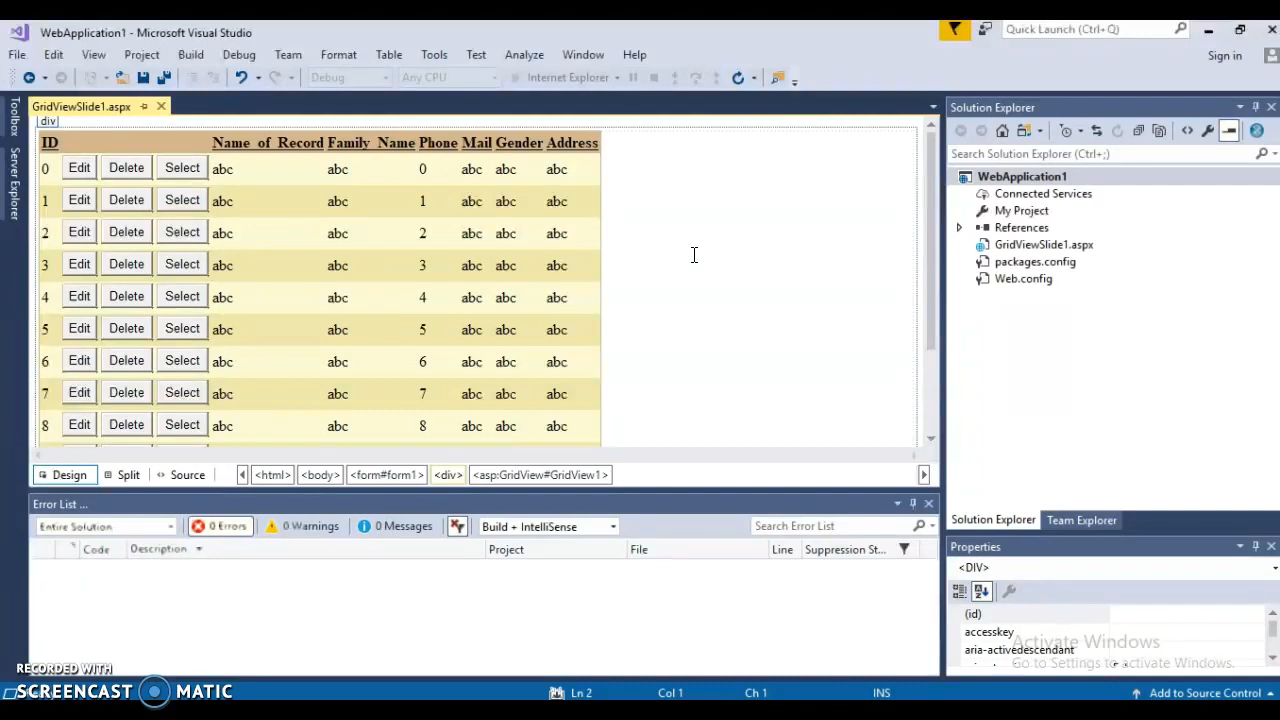 WebApplication1 - Microsoft Visual Studio
Quick Launch (Ctrl+Q)
File Edit View Project Build Debug Team Format Table Tools Test Analyze Window Help
Sign in
Debug Any CPU Internet Explorer
Toolbox
Server Explorer
GridViewSlide1.aspx
div
ID Name_of_Record Family_Name Phone Mail Gender Address
0 Edit Delete Select abc abc 0 abc abc abc
1 Edit Delete Select abc abc 1 abc abc abc
2 Edit Delete Select abc abc 2 abc abc abc
3 Edit Delete Select abc abc 3 abc abc abc
4 Edit Delete Select abc abc 4 abc abc abc
5 Edit Delete Select abc abc 5 abc abc abc
6 Edit Delete Select abc abc 6 abc abc abc
7 Edit Delete Select abc abc 7 abc abc abc
8 Edit Delete Select abc abc 8 abc abc abc
Design Split Source <html> <body> <form#form1> <div> <asp:GridView#GridView1>
Error List ...
Entire Solution 0 Errors 0 Warnings 0 Messages Build + IntelliSense Search Error List
Code Description Project File Line Suppression St...
Solution Explorer
Search Solution Explorer (Ctrl+;)
WebApplication1
Connected Services
My Project
References
GridViewSlide1.aspx
packages.config
Web.config
Solution Explorer Team Explorer
Properties
<DIV>
(id)
accesskey
aria-activedescendant
Activate Windows
Go to Settings to activate Windows.
RECORDED WITH
SCREENCAST MATIC
Ln 2 Col 1 Ch 1 INS Add to Source Control